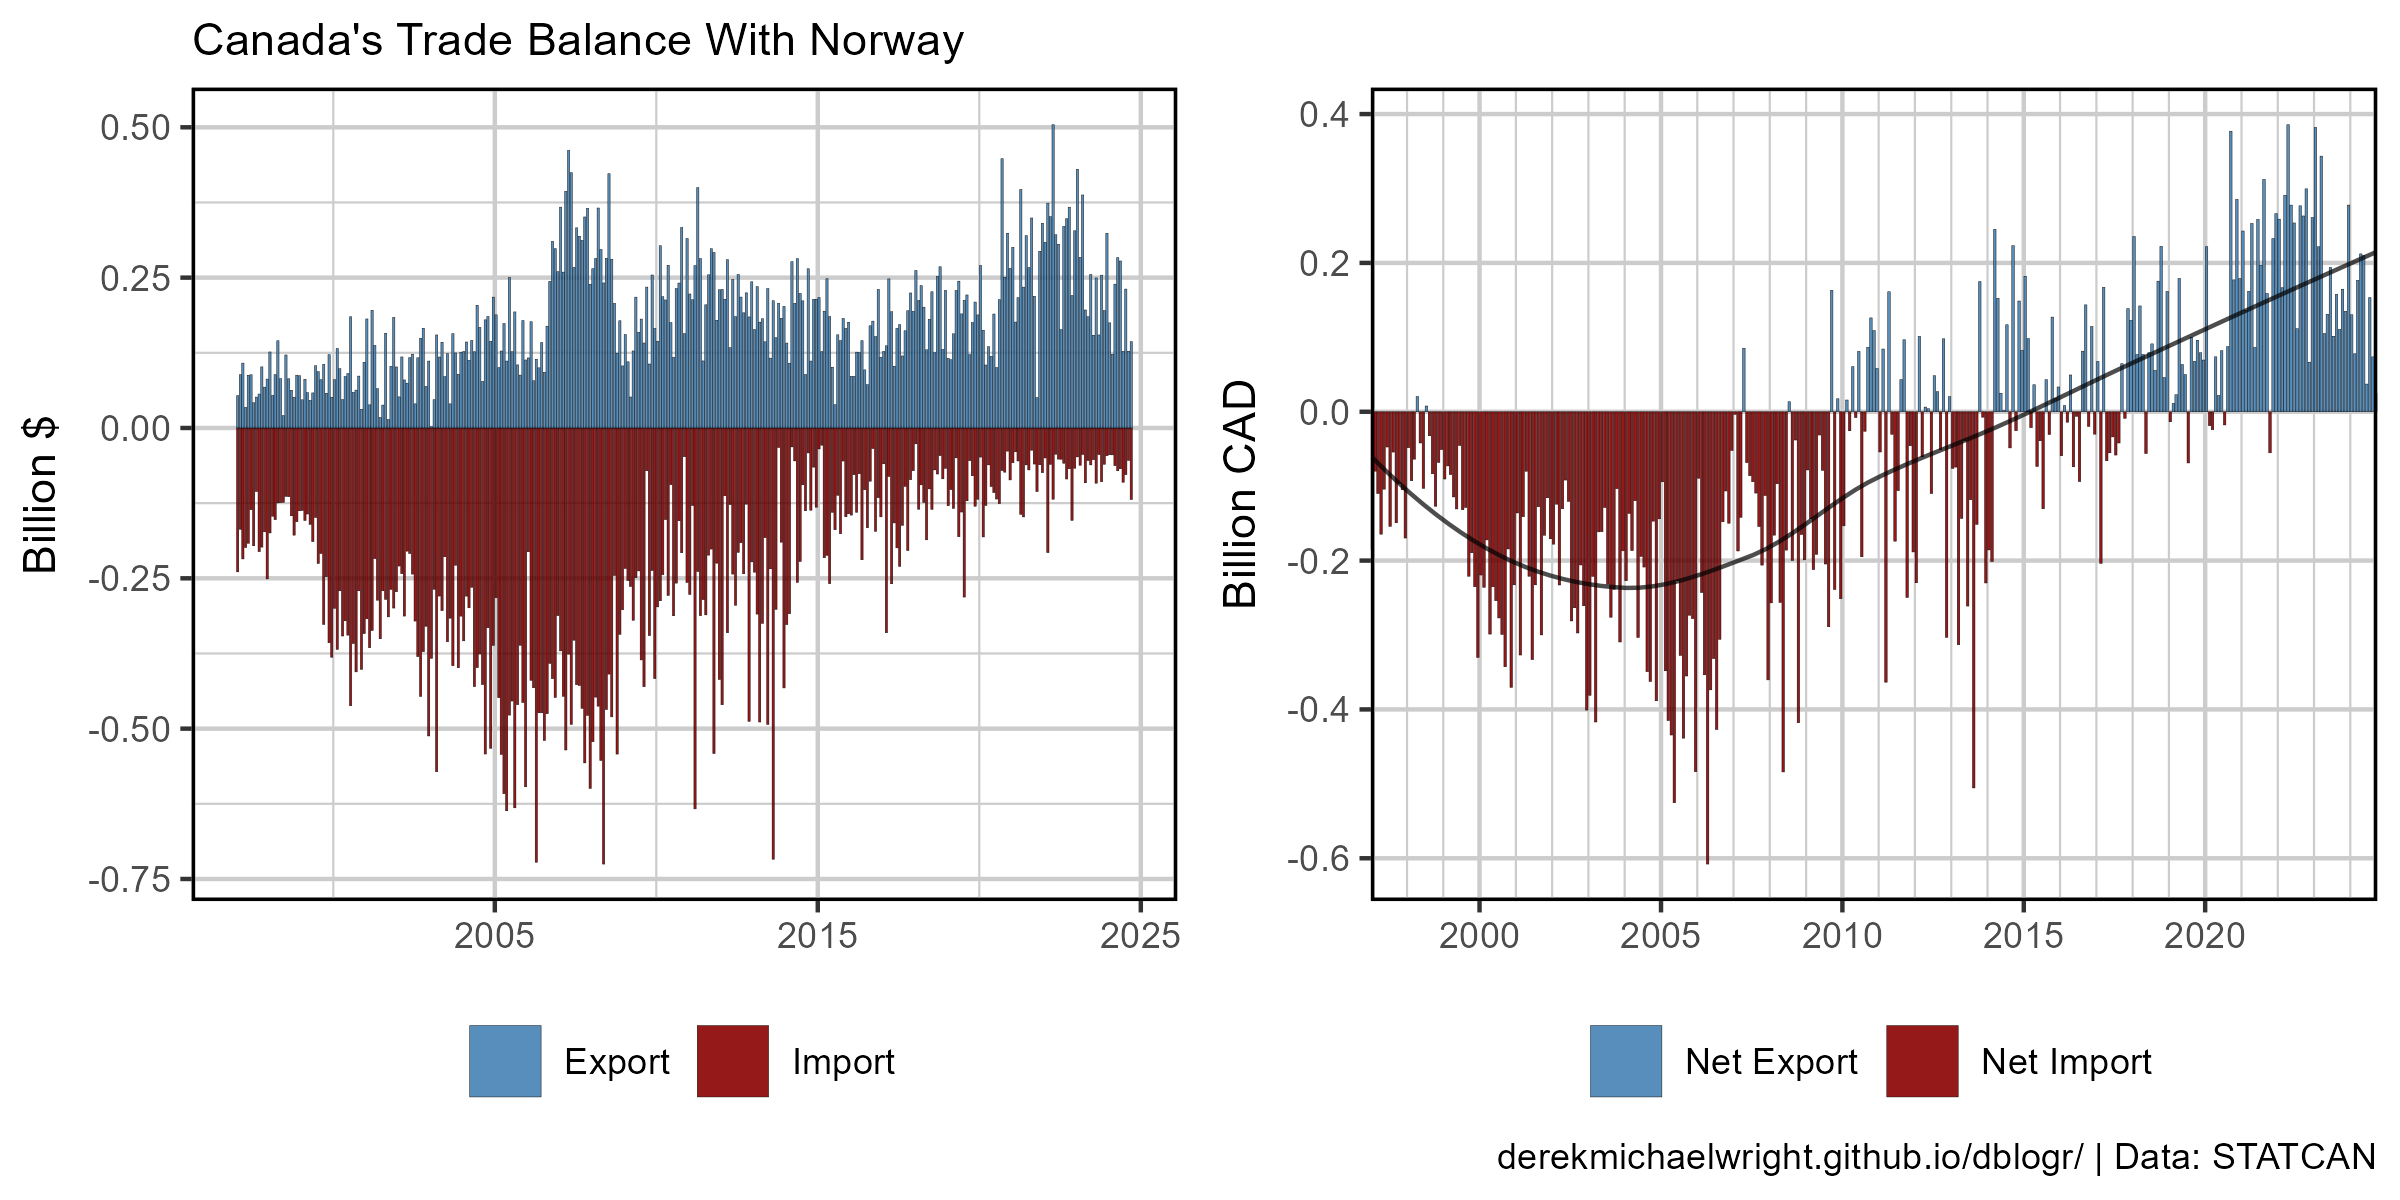 Canada's Trade Balance With Norway
Billion $
0.50
0.25
0.00
-0.25
-0.50
-0.75
2005 2015 2025
Export Import
Billion CAD
0.4
0.2
0.0
-0.2
-0.4
-0.6
2000 2005 2010 2015 2020
Net Export Net Import
derekmichaelwright.github.io/dblogr/ | Data: STATCAN